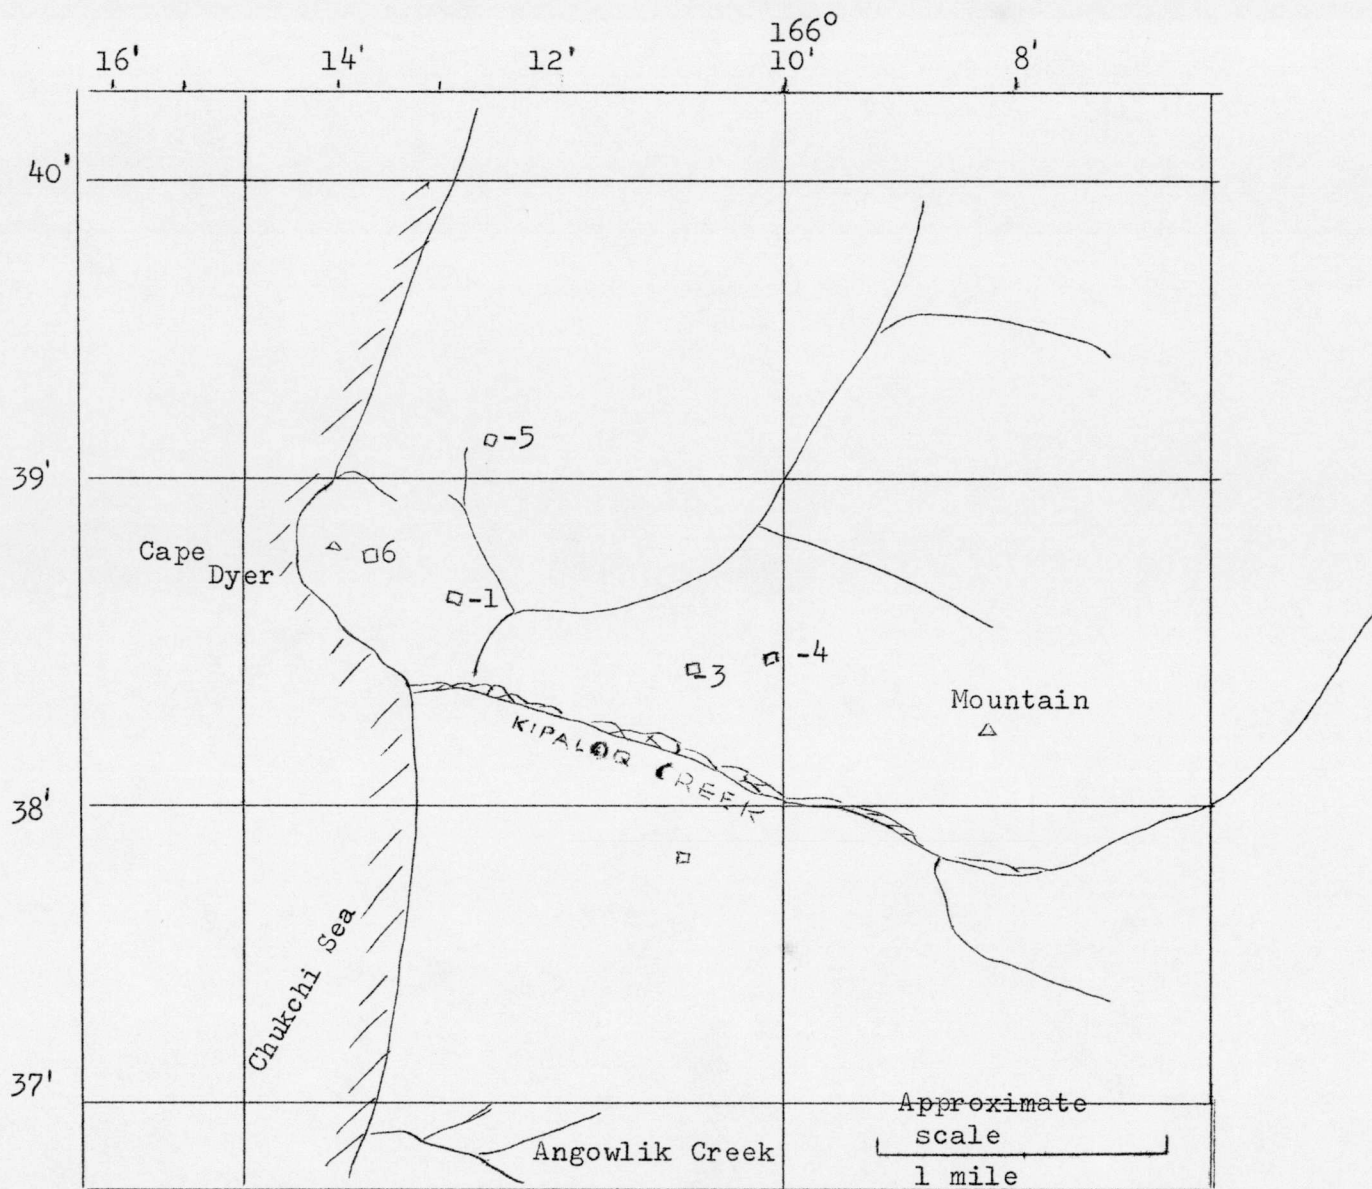 166°
16' 14' 12' 10' 8'
40'
-5
39'
Cape
Dyer
6
-1
-3
-4
Mountain
KIPALOQ CREEK
38'
Chukchi Sea
37'
Approximate
scale
1 mile
Angowlik Creek